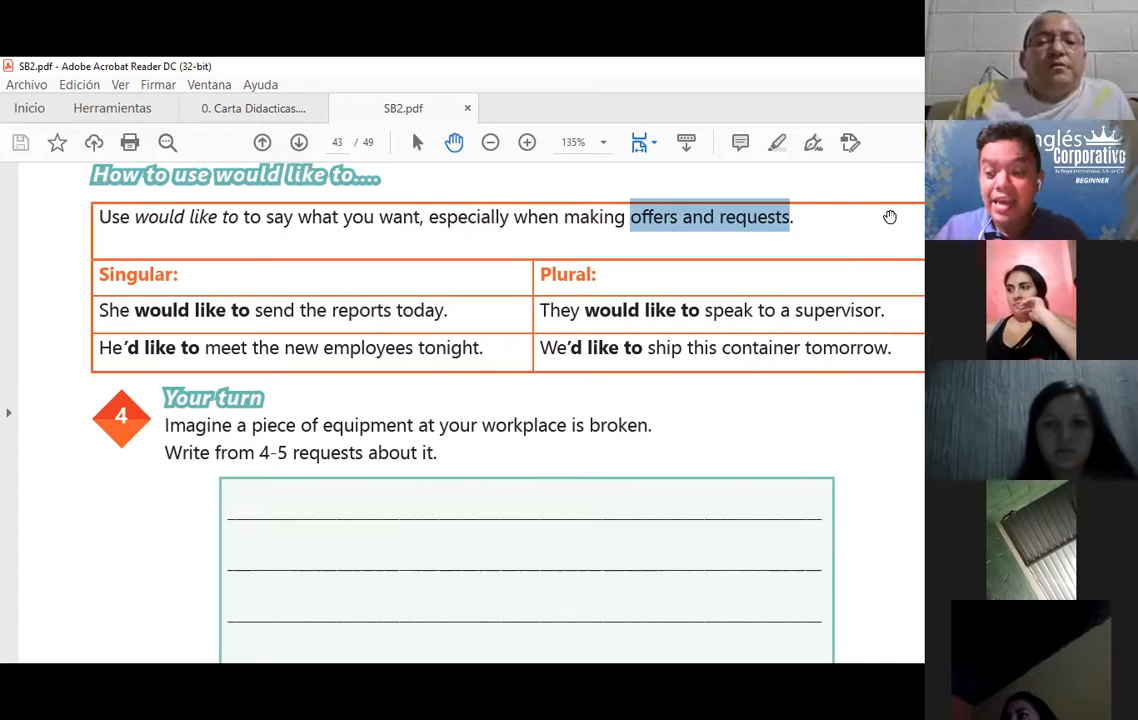 SB2.pdf - Adobe Acrobat Reader DC (32-bit)
Archivo Edición Ver Firmar Ventana Ayuda
Inicio Herramientas 0. Carta Didacticas.... SB2.pdf ×
43 / 49 135%
How to use would like to....
Use would like to to say what you want, especially when making offers and requests.
Singular: Plural:
She would like to send the reports today. They would like to speak to a supervisor.
He'd like to meet the new employees tonight. We'd like to ship this container tomorrow.
4 Your turn
Imagine a piece of equipment at your workplace is broken.
Write from 4-5 requests about it.
Inglés
Corporativo
BEGINNER